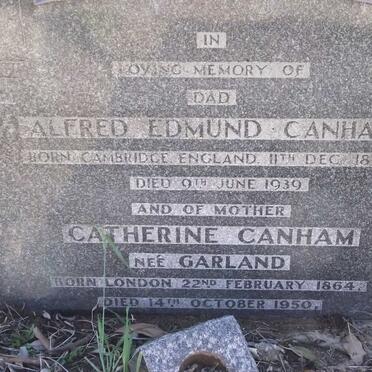 IN
LOVING MEMORY OF
DAD
ALFRED EDMUND CANHA
BORN CAMBRIDGE ENGLAND. 11TH DEC. 18
DIED 9TH JUNE 1939
AND OF MOTHER
CATHERINE CANHAM
NEÉ GARLAND
BORN LONDON 22ND FEBRUARY 1864.
DIED 14TH OCTOBER 1950.